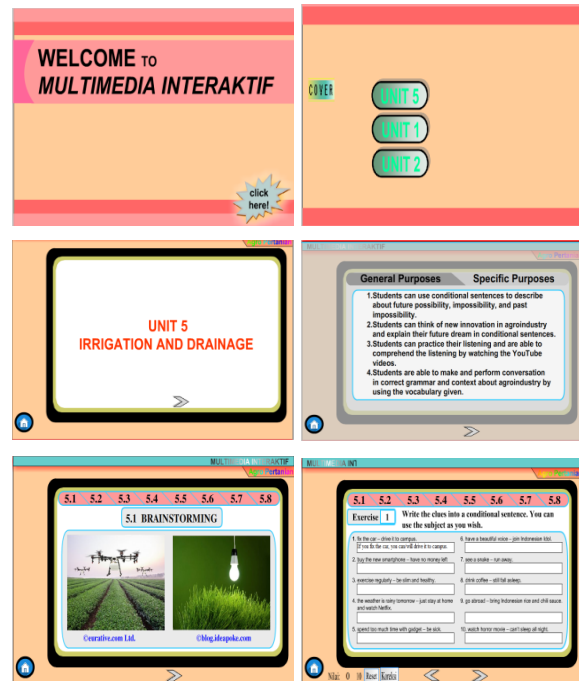 WELCOME TO
MULTIMEDIA INTERAKTIF
click
here!
COVER
UNIT 5
UNIT 1
UNIT 2
Pertanian
UNIT 5
IRRIGATION AND DRAINAGE
General Purposes
Specific Purposes
1.Students can use conditional sentences to describe
about future possibility, impossibility, and past
impossibility.
2.Students can think of new innovation in agroindustry
and explain their future dream in conditional sentences.
3.Students can practice their listening and are able to
comprehend the listening by watching the YouTube
videos.
4.Students are able to make and perform conversation
in correct grammar and context about agroindustry by
using the vocabulary given.
Pertanian
5.1 5.2 5.3 5.4 5.5 5.6 5.7 5.8
5.1 BRAINSTORMING
©eurative.com Ltd.
©blog.ideapoke.com
MULTIMEDIA INT
5.1 5.2 5.3 5.4 5.5 5.6 5.7 5.8
Exercise 1
Write the clues into a conditional sentence. You can
use the subject as you wish.
1. fix the car – drive it to campus.
If you fix the car, you can/will drive it to campus
2. buy the new smartphone – have no money left.
3. exercise regularly – be slim and healthy.
4. the weather is rainy tomorrow – just stay at home
and watch Netflix.
5. spend too much time with gadget – be sick.
6. have a beautiful voice – join Indonesian Idol.
7. see a snake – run away.
8. drink coffee – still fall asleep.
9. go abroad – bring Indonesian rice and chili sauce.
10. watch horror movie – can't sleep all night.
Nilai: 0 10 Reset Koreksi